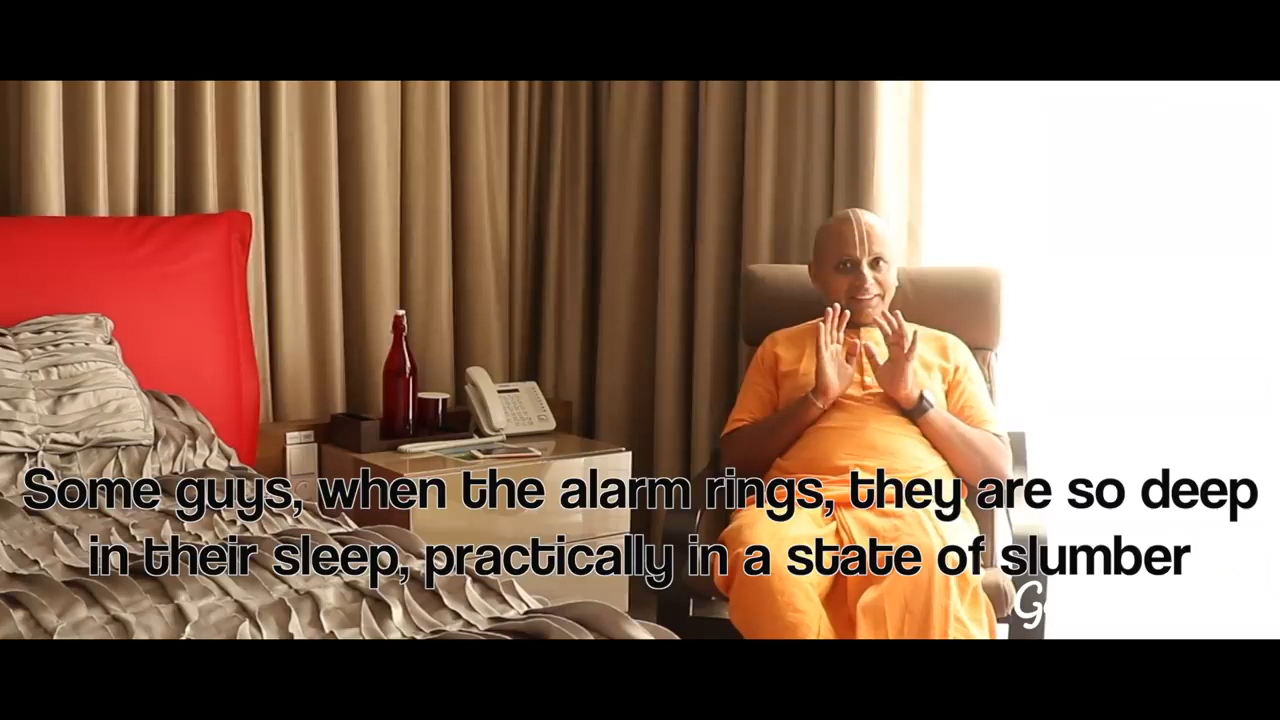 Some guys, when the alarm rings, they are so deep
in their sleep, practically in a state of slumber